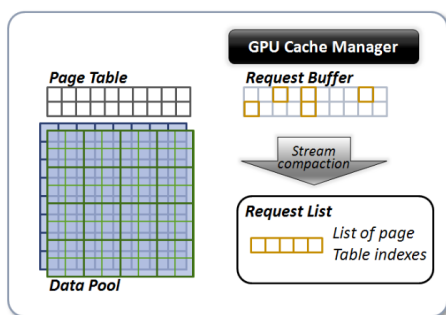 GPU Cache Manager
Page Table
Request Buffer
Stream
compaction
Request List
List of page
Table indexes
Data Pool